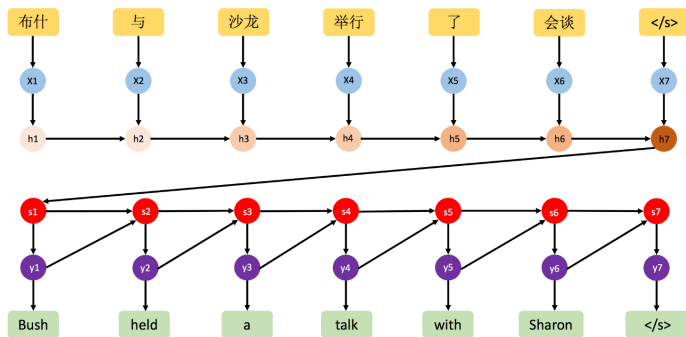 布什 与 沙龙 举行 了 会谈 </s>
X1 X2 X3 X4 X5 X6 X7
h1 h2 h3 h4 h5 h6 h7
s1 s2 s3 s4 s5 s6 s7
y1 y2 y3 y4 y5 y6 y7
Bush held a talk with Sharon </s>